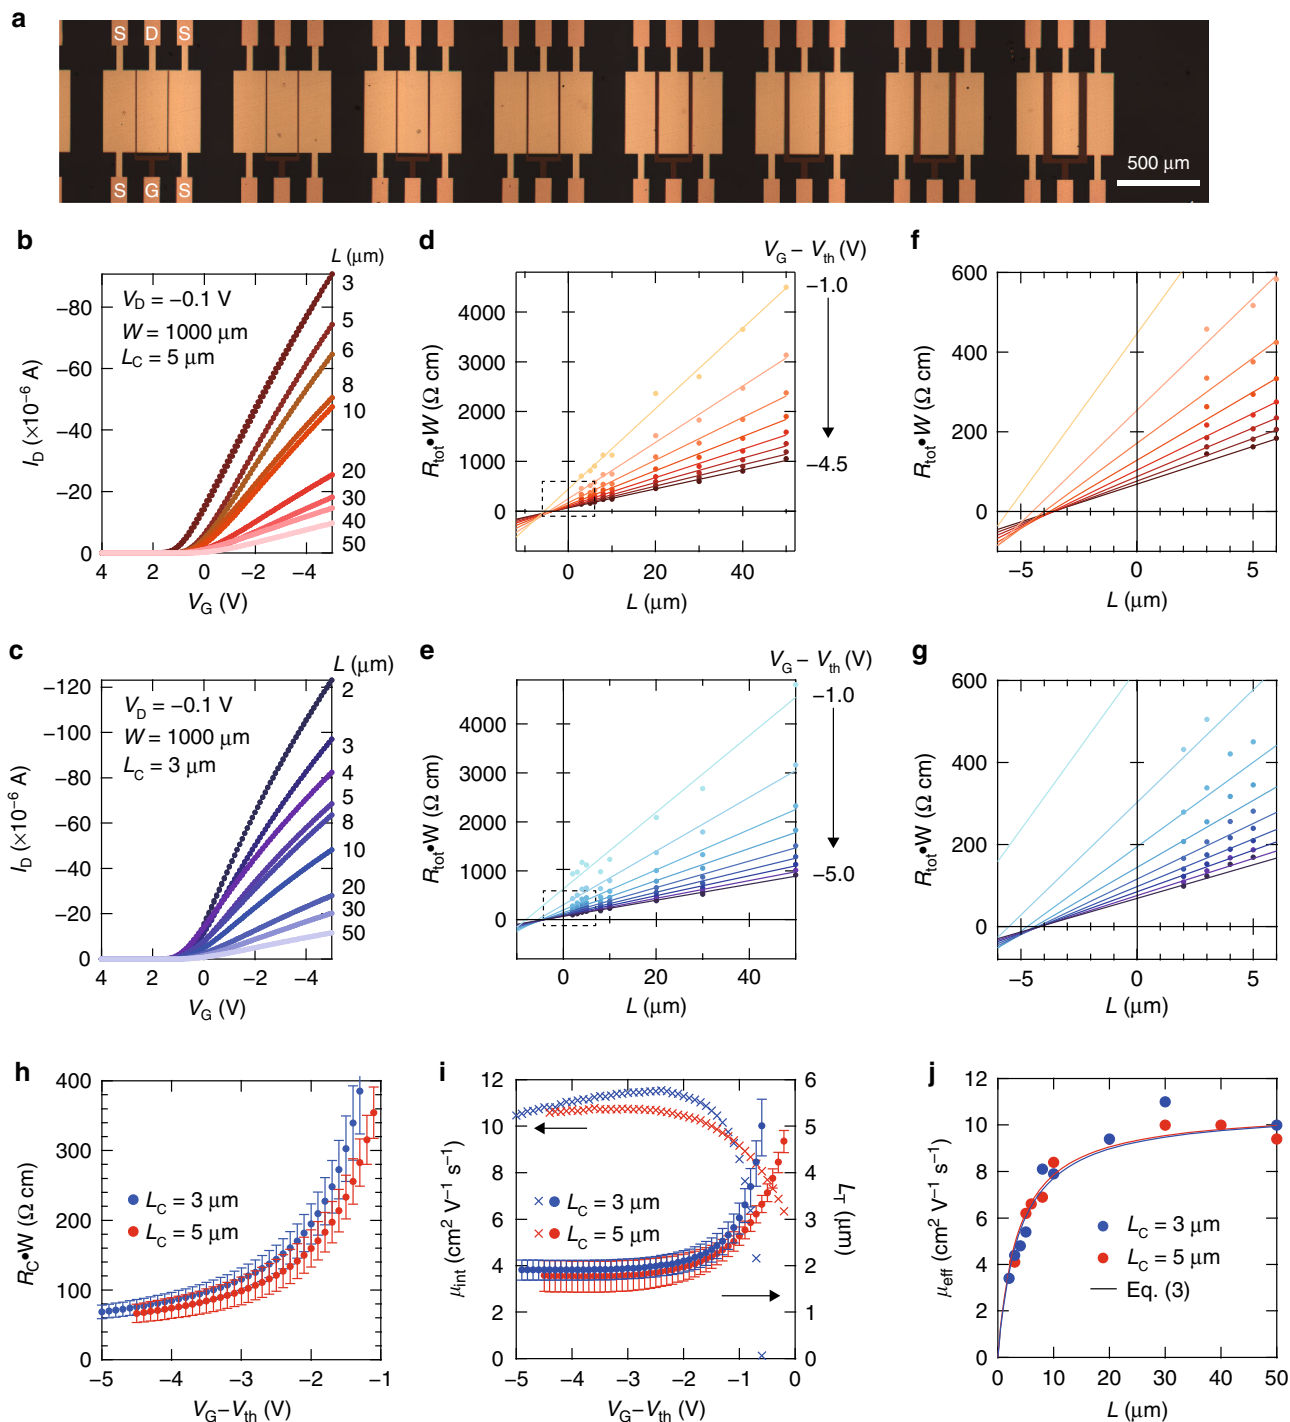 a
S D S
S G S
500 μm
b
L (μm)
V_D = −0.1 V
W = 1000 μm
L_C = 5 μm
3
5
6
8
10
20
30
40
50
−80
−60
−40
−20
0
I_D (×10⁻⁶ A)
4 2 0 −2 −4
V_G (V)
d
V_G − V_th (V)
−1.0
−4.5
4000
3000
2000
1000
0
R_tot•W (Ω cm)
0 20 40
L (μm)
f
600
400
200
0
R_tot•W (Ω cm)
−5 0 5
L (μm)
c
L (μm)
V_D = −0.1 V
W = 1000 μm
L_C = 3 μm
2
3
4
5
8
10
20
30
50
−120
−100
−80
−60
−40
−20
0
I_D (×10⁻⁶ A)
4 2 0 −2 −4
V_G (V)
e
V_G − V_th (V)
−1.0
−5.0
4000
3000
2000
1000
0
R_tot•W (Ω cm)
0 20 40
L (μm)
g
600
400
200
0
R_tot•W (Ω cm)
−5 0 5
L (μm)
h
400
300
200
100
0
R_C•W (Ω cm)
L_C = 3 μm
L_C = 5 μm
−5 −4 −3 −2 −1
V_G−V_th (V)
i
12
10
8
6
4
2
0
μ_int (cm² V⁻¹ s⁻¹)
L_C = 3 μm
L_C = 5 μm
6
5
4
3
2
1
0
L_T (μm)
−5 −4 −3 −2 −1 0
V_G−V_th (V)
j
12
10
8
6
4
2
0
μ_eff (cm² V⁻¹ s⁻¹)
L_C = 3 μm
L_C = 5 μm
Eq. (3)
0 10 20 30 40 50
L (μm)